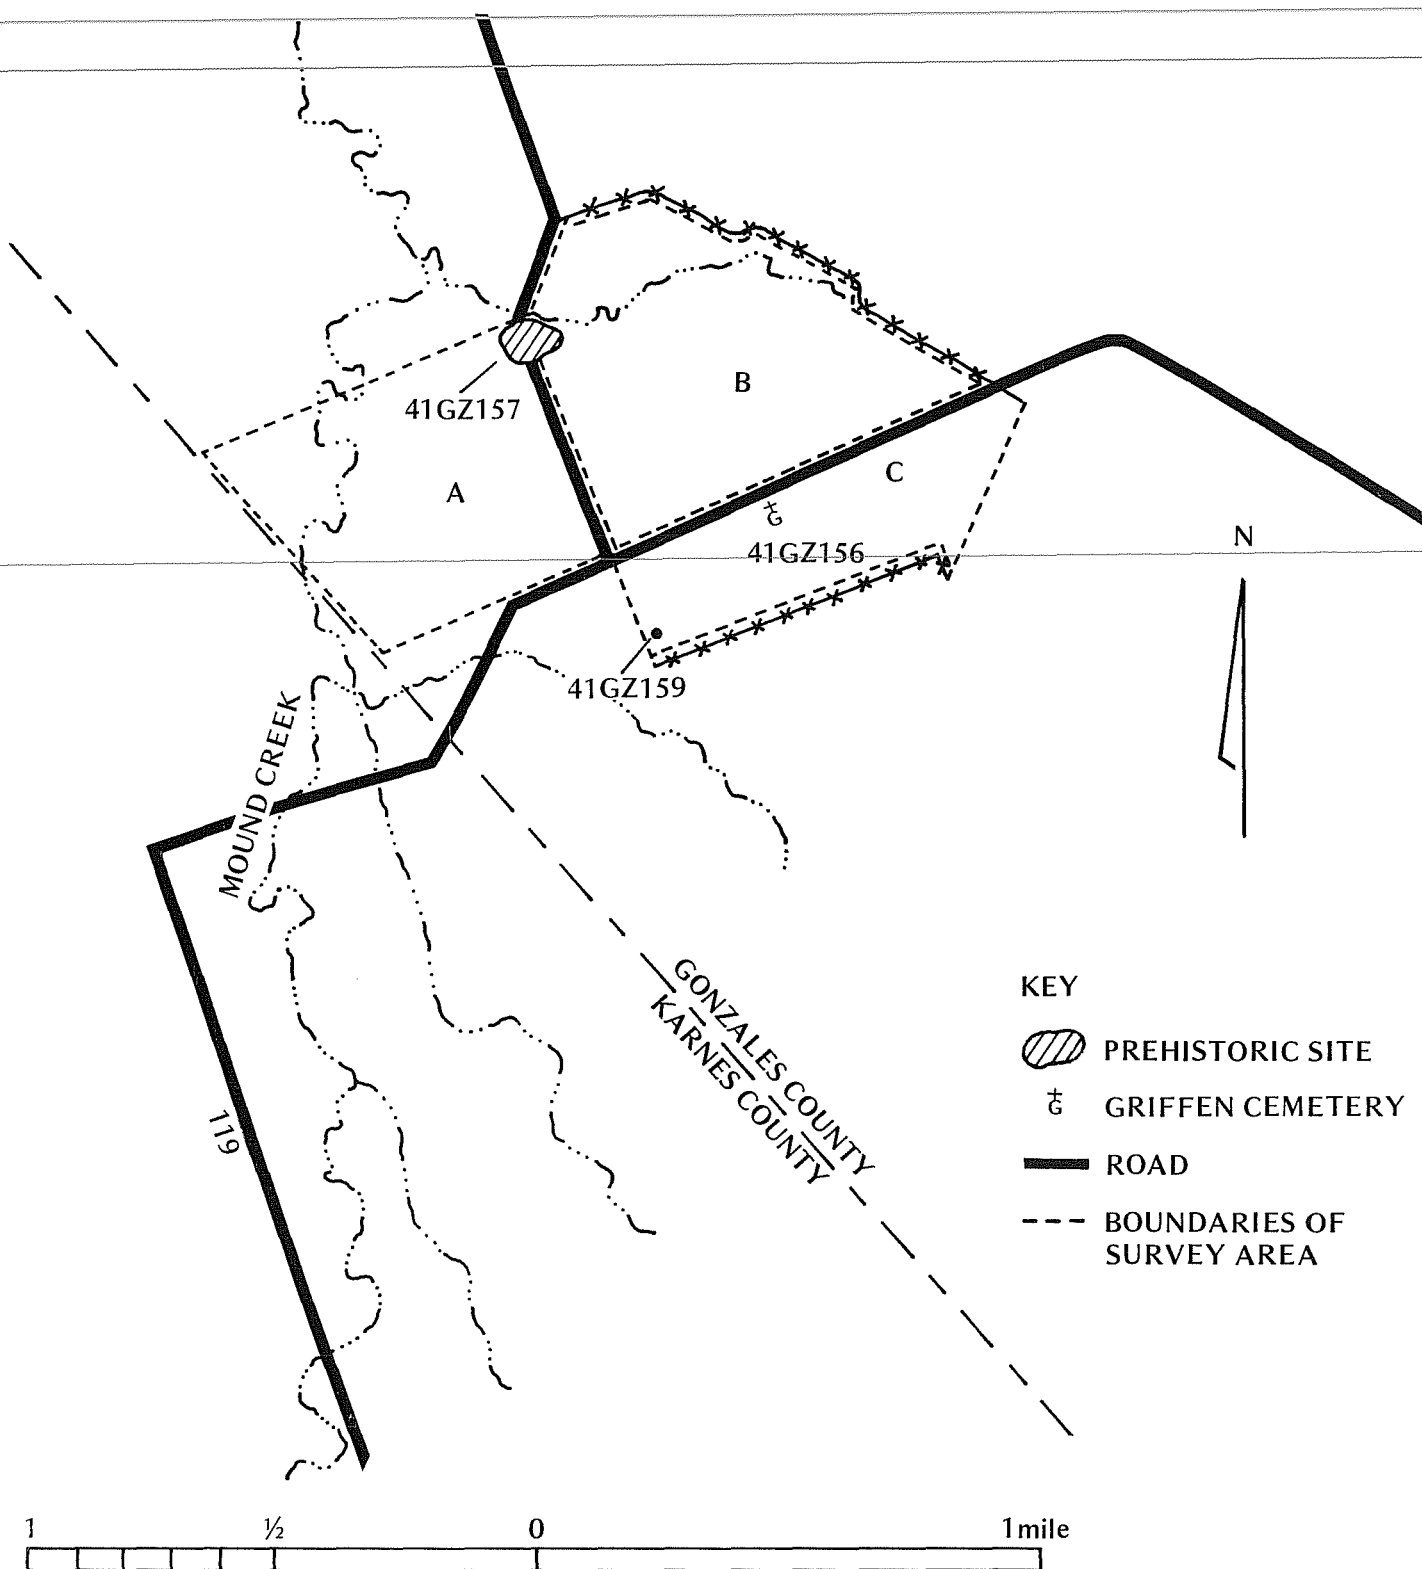 41GZ157
B
A
C
G
41GZ156
N
41GZ159
MOUND CREEK
GONZALES COUNTY
KARNES COUNTY
119
KEY
PREHISTORIC SITE
G
GRIFFEN CEMETERY
ROAD
BOUNDARIES OF
SURVEY AREA
1 ½ 0 1 mile